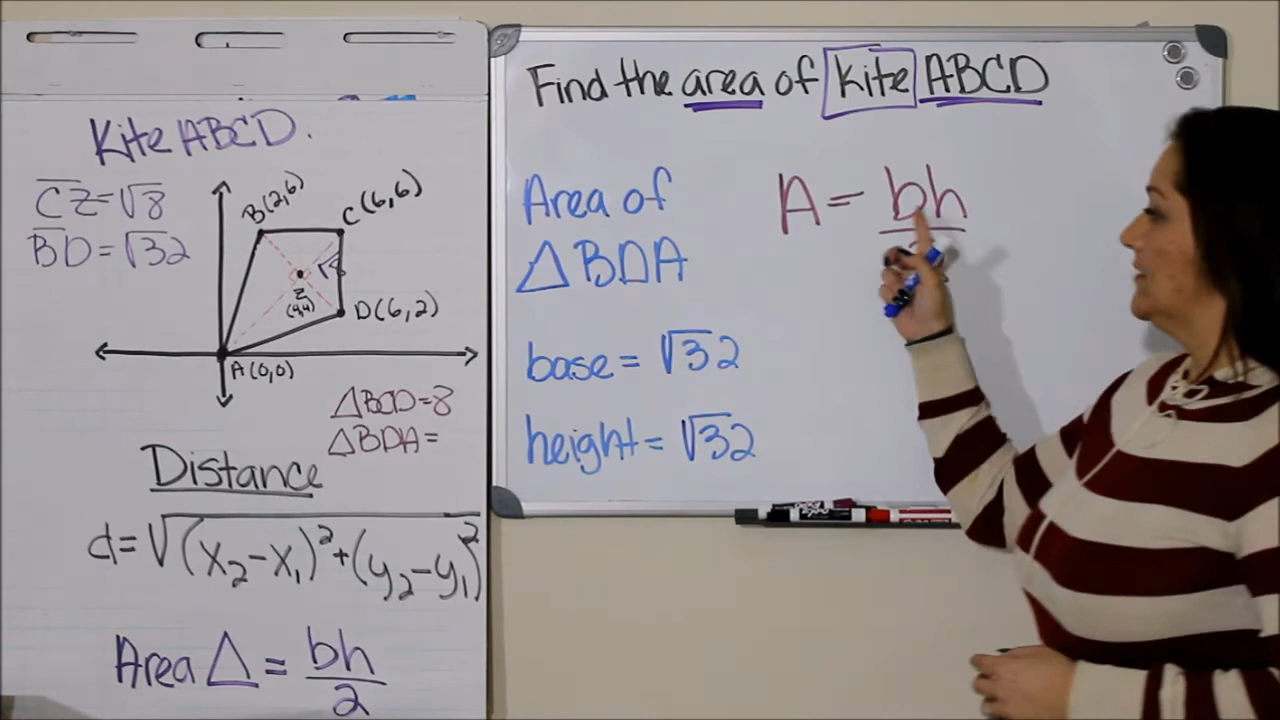 Kite ABCD.
CZ=√8
BD=√32
B(2,6)
C(6,6)
√8
Z
(4,4)
D(6,2)
A(0,0)
△BCD=8
△BDA=
Distance
d=√(x₂-x₁)²+(y₂-y₁)²
Area △ = bh
2
Find the area of Kite ABCD
Area of
△BDA
base = √32
height = √32
A = bh